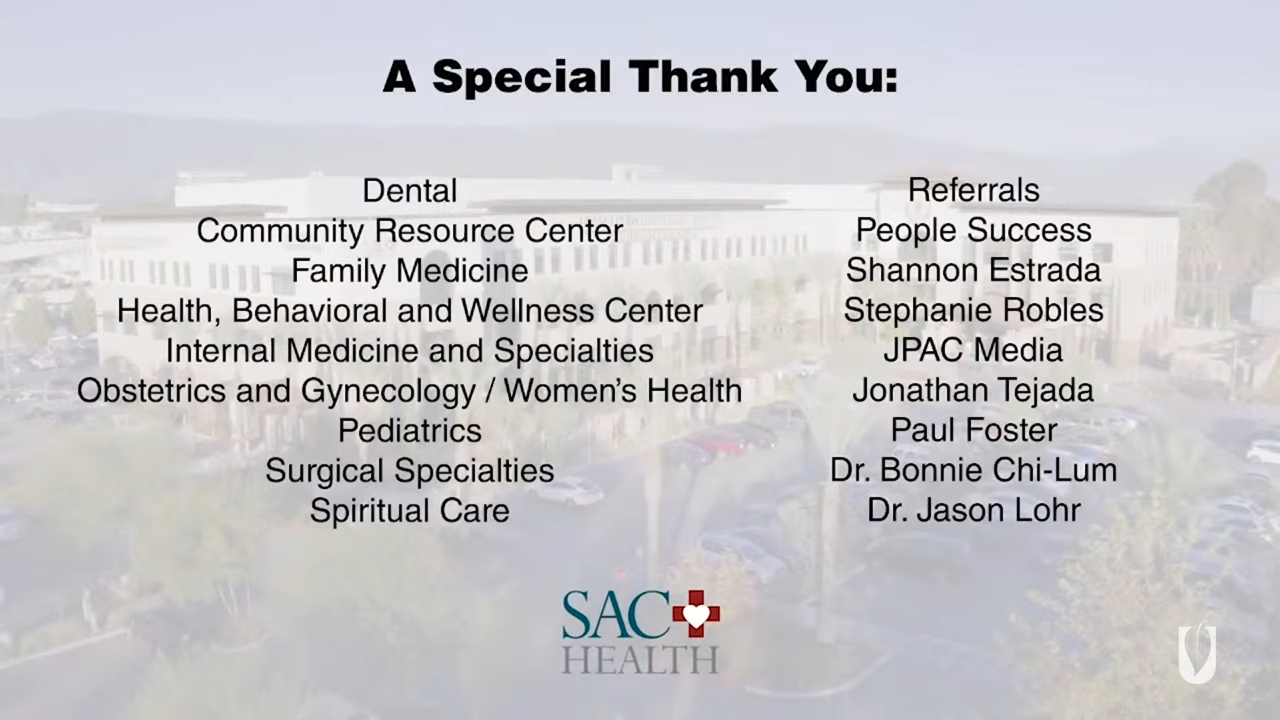 A Special Thank You:
Dental
Community Resource Center
Family Medicine
Health, Behavioral and Wellness Center
Internal Medicine and Specialties
Obstetrics and Gynecology / Women's Health
Pediatrics
Surgical Specialties
Spiritual Care
Referrals
People Success
Shannon Estrada
Stephanie Robles
JPAC Media
Jonathan Tejada
Paul Foster
Dr. Bonnie Chi-Lum
Dr. Jason Lohr
SAC
HEALTH